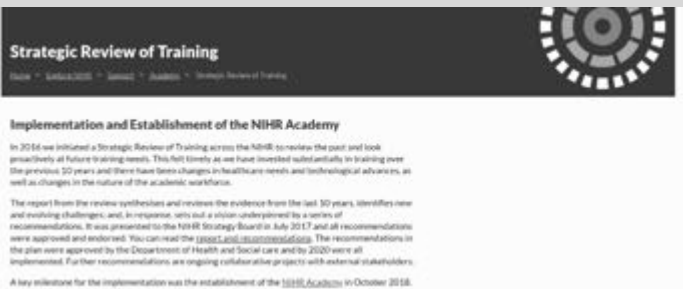 Strategic Review of Training
Home Explore NIHR Support Academy Strategic Review of Training
Implementation and Establishment of the NIHR Academy
In 2016 we initiated a Strategic Review of Training across the NIHR to review the past and look
proactively at future training needs. This felt timely as we have invested substantially in training over
the previous 10 years and there have been changes in healthcare needs and technological advances, as
well as changes in the nature of the academic workforce.
The report from the review synthesises and reviews the evidence from the last 10 years, identifies new
and evolving challenges; and, in response, sets out a vision underpinned by a series of
recommendations. It was presented to the NIHR Strategy Board in July 2017 and all recommendations
were approved and endorsed. You can read the report and recommendations. The recommendations in
the plan were approved by the Department of Health and Social care and by 2020 were all
implemented. Further recommendations are ongoing collaborative projects with external stakeholders.
A key milestone for the implementation was the establishment of the NIHR Academy in October 2018.